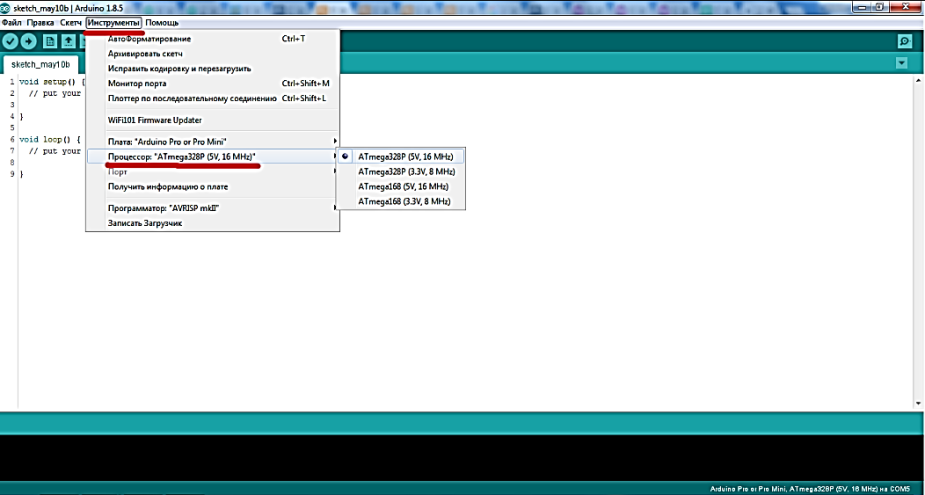 sketch_may10b | Arduino 1.8.5
Файл Правка Скетч Инструменты Помощь
sketch_may10b
1 void setup() {
2 // put your
3
4 }
5
6 void loop() {
7 // put your
8
9 }
АвтоФорматирование Ctrl+T
Архивировать скетч
Исправить кодировку и перезагрузить
Монитор порта Ctrl+Shift+M
Плоттер по последовательному соединению Ctrl+Shift+L
WiFi101 Firmware Updater
Плата: "Arduino Pro or Pro Mini"
Процессор: "ATmega328P (5V, 16 MHz)"
Порт
Получить информацию о плате
Программатор: "AVRISP mkII"
Записать Загрузчик
ATmega328P (5V, 16 MHz)
ATmega328P (3.3V, 8 MHz)
ATmega168 (5V, 16 MHz)
ATmega168 (3.3V, 8 MHz)
Arduino Pro or Pro Mini, ATmega328P (5V, 16 MHz) на COM5